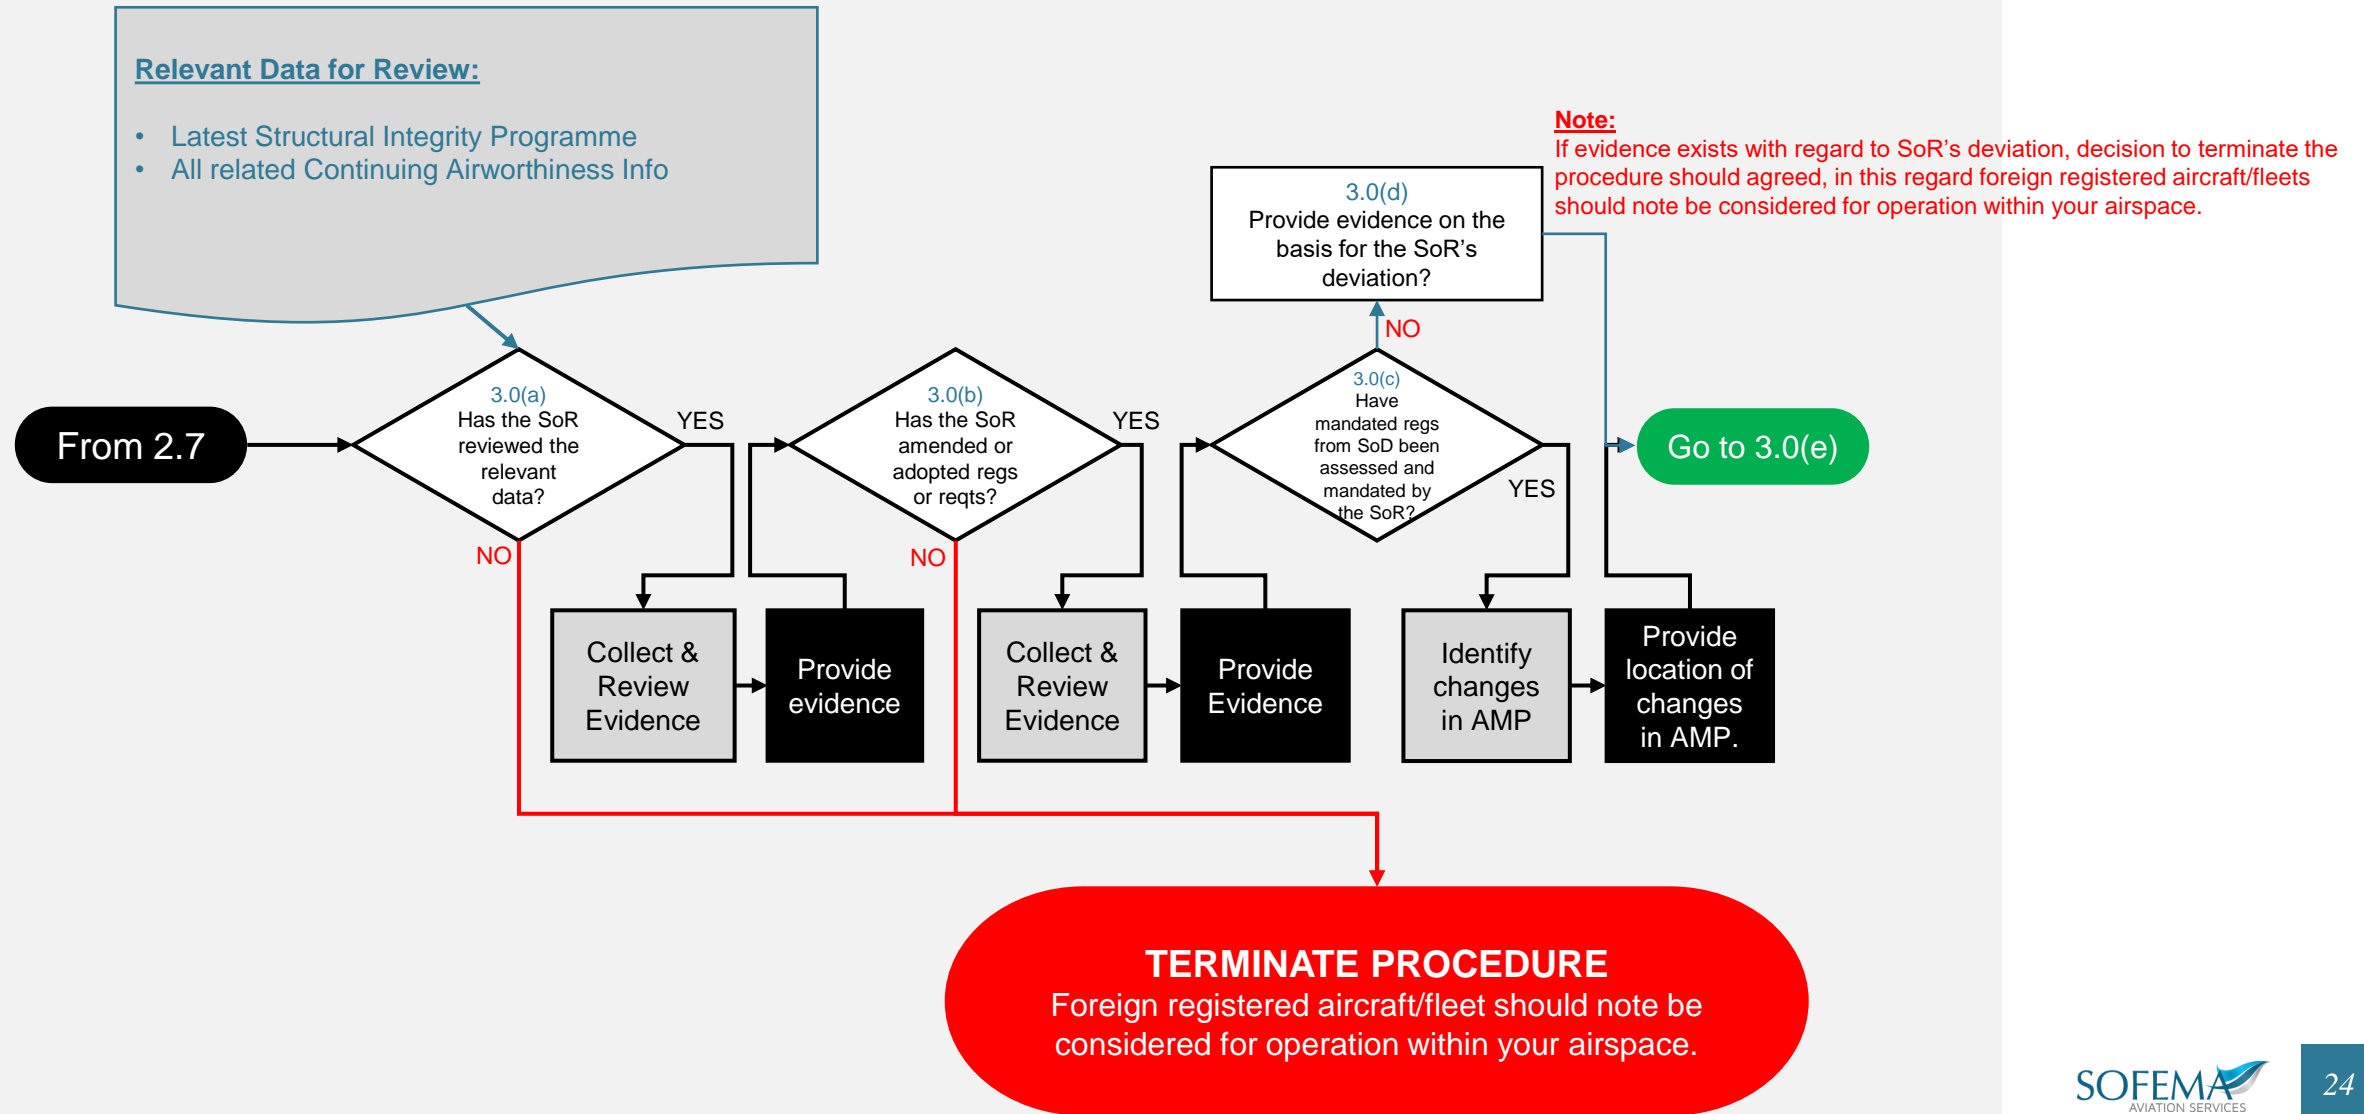 Relevant Data for Review:
• Latest Structural Integrity Programme
• All related Continuing Airworthiness Info
Note:
If evidence exists with regard to SoR's deviation, decision to terminate the
procedure should agreed, in this regard foreign registered aircraft/fleets
should note be considered for operation within your airspace.
3.0(d)
Provide evidence on the
basis for the SoR's
deviation?
NO
From 2.7
3.0(a)
Has the SoR
reviewed the
relevant
data?
YES
NO
3.0(b)
Has the SoR
amended or
adopted regs
or reqts?
YES
NO
3.0(c)
Have
mandated regs
from SoD been
assessed and
mandated by
the SoR?
YES
Go to 3.0(e)
Collect &
Review
Evidence
Provide
evidence
Collect &
Review
Evidence
Provide
Evidence
Identify
changes
in AMP
Provide
location of
changes
in AMP.
TERMINATE PROCEDURE
Foreign registered aircraft/fleet should note be
considered for operation within your airspace.
SOFEMA
AVIATION SERVICES
24